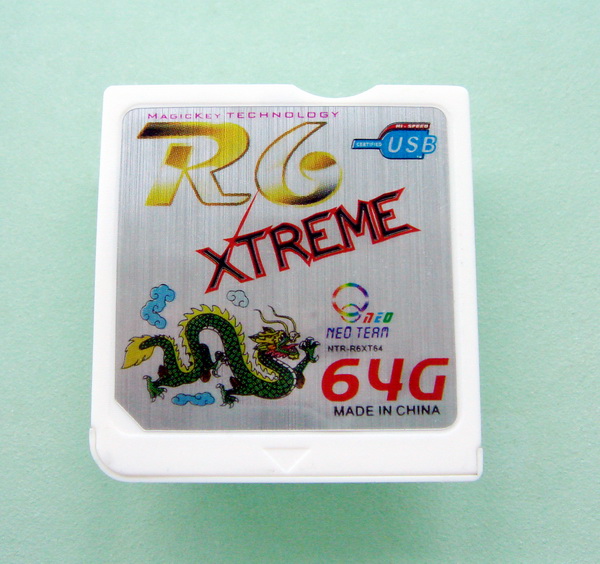 MAGICKEY TECHNOLOGY
R6
HI-SPEED
CERTIFIED USB
XTREME
NEO
NEO TEAM
NTR-R6XT64
64G
MADE IN CHINA